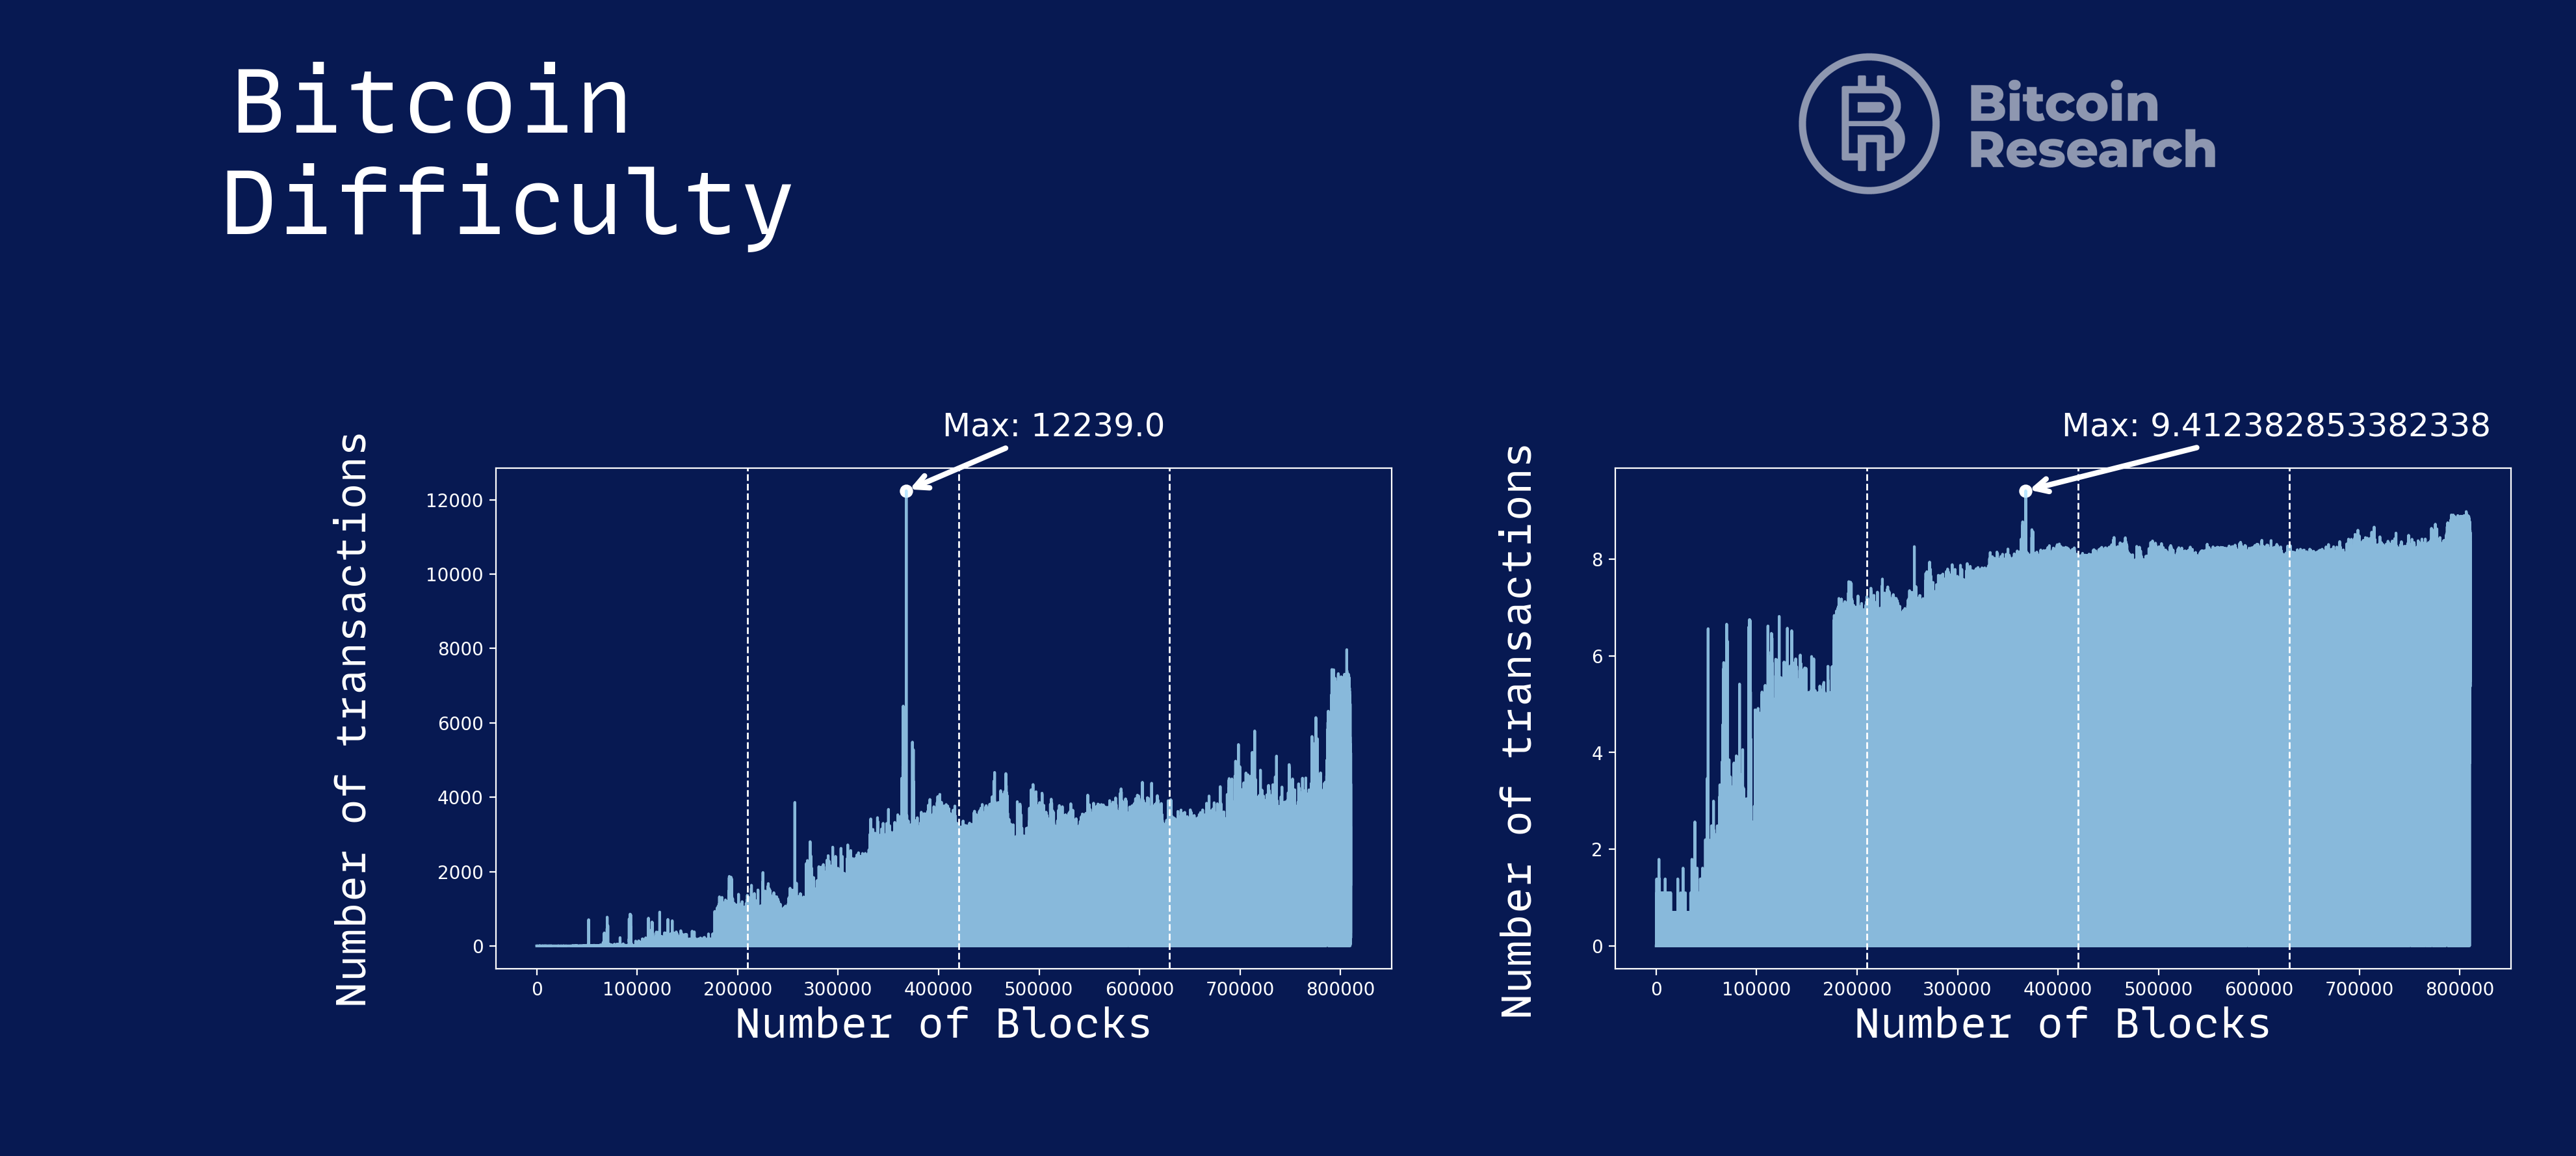 Bitcoin
Difficulty
Bitcoin
Research
Max: 12239.0
Number of transactions
12000
10000
8000
6000
4000
2000
0
0 100000 200000 300000 400000 500000 600000 700000 800000
Number of Blocks
Max: 9.412382853382338
Number of transactions
8
6
4
2
0
0 100000 200000 300000 400000 500000 600000 700000 800000
Number of Blocks